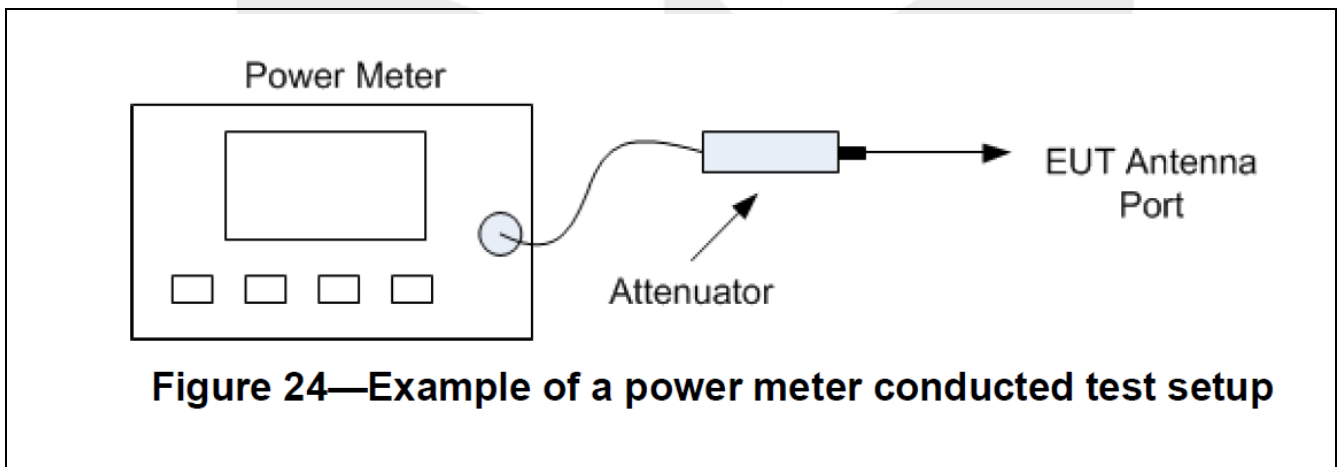 Power Meter
EUT Antenna
Port
Attenuator
Figure 24—Example of a power meter conducted test setup